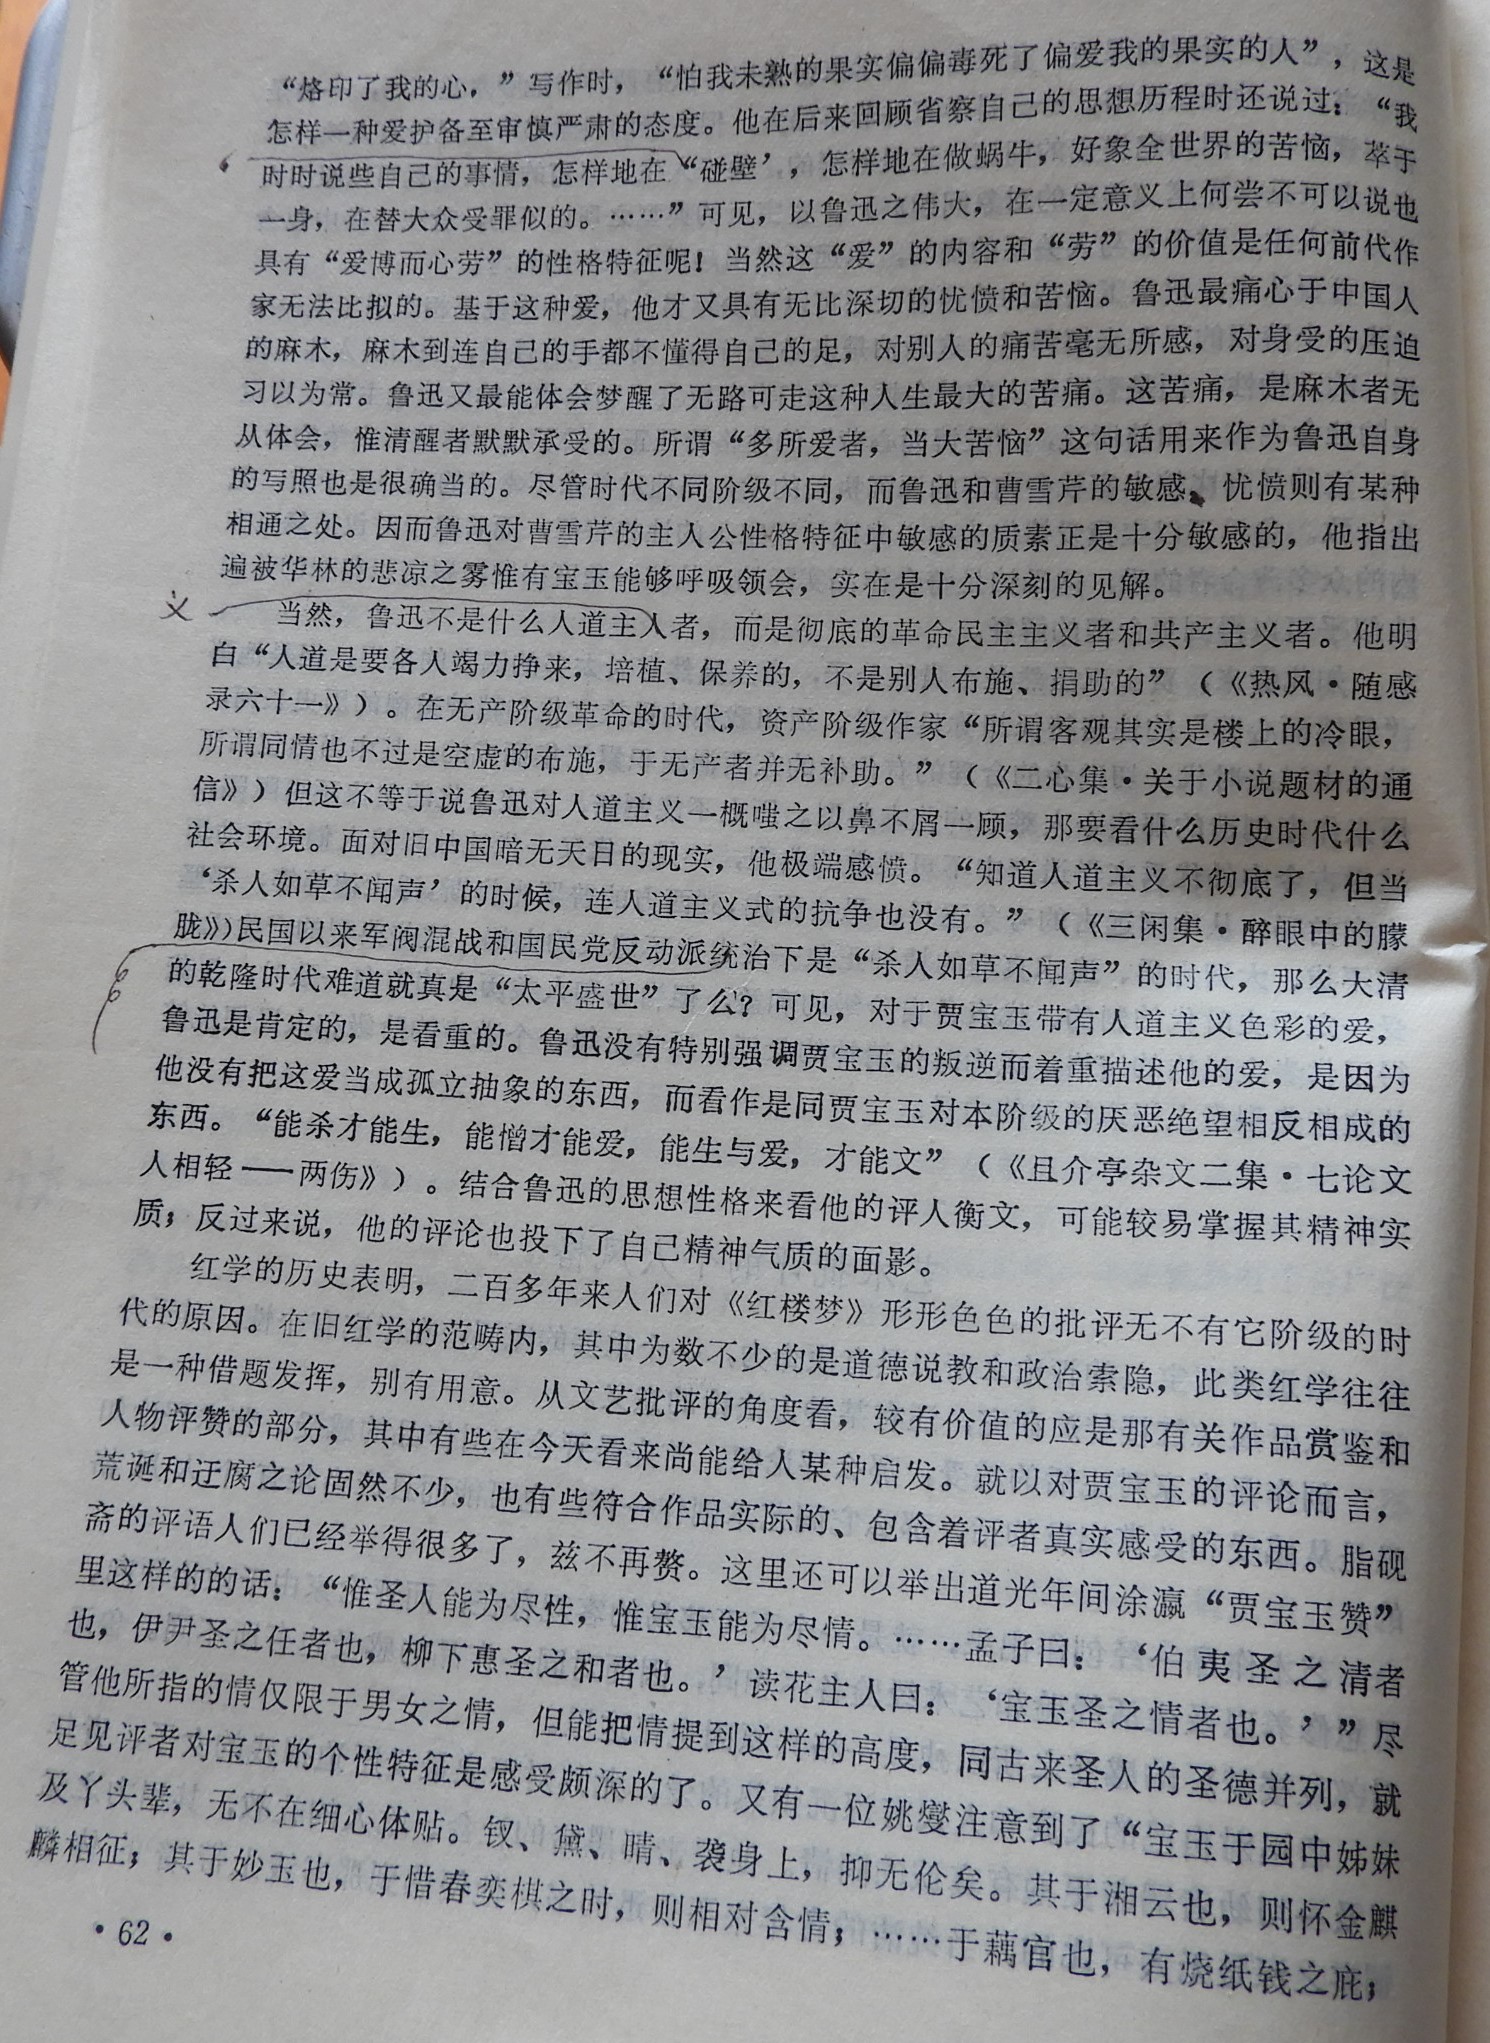 “烙印了我的心，”写作时，“怕我未熟的果实偏偏毒死了偏爱我的果实的人”，这是
怎样一种爱护备至审慎严肃的态度。他在后来回顾省察自己的思想历程时还说过：“我
时时说些自己的事情，怎样地在“碰壁’，怎样地在做蜗牛，好象全世界的苦恼，萃于
一身，在替大众受罪似的。……”可见，以鲁迅之伟大，在一定意义上何尝不可以说也
具有“爱博而心劳”的性格特征呢！当然这“爱”的内容和“劳”的价值是任何前代作
家无法比拟的。基于这种爱，他才又具有无比深切的忧愤和苦恼。鲁迅最痛心于中国人
的麻木，麻木到连自己的手都不懂得自己的足，对别人的痛苦毫无所感，对身受的压迫
习以为常。鲁迅又最能体会梦醒了无路可走这种人生最大的苦痛。这苦痛，是麻木者无
从体会，惟清醒者默默承受的。所谓“多所爱者，当大苦恼”这句话用来作为鲁迅自身
的写照也是很确当的。尽管时代不同阶级不同，而鲁迅和曹雪芹的敏感、忧愤则有某种
相通之处。因而鲁迅对曹雪芹的主人公性格特征中敏感的质素正是十分敏感的，他指出
遍被华林的悲凉之雾惟有宝玉能够呼吸领会，实在是十分深刻的见解。
义
当然，鲁迅不是什么人道主人者，而是彻底的革命民主主义者和共产主义者。他明
白“人道是要各人竭力挣来，培植、保养的，不是别人布施、捐助的”（《热风·随感
录六十一》）。在无产阶级革命的时代，资产阶级作家“所谓客观其实是楼上的冷眼，
所谓同情也不过是空虚的布施，于无产者并无补助。”（《二心集·关于小说题材的通
信》）但这不等于说鲁迅对人道主义一概嗤之以鼻不屑一顾，那要看什么历史时代什么
社会环境。面对旧中国暗无天日的现实，他极端感愤。“知道人道主义不彻底了，但当
‘杀人如草不闻声’的时候，连人道主义式的抗争也没有。”（《三闲集·醉眼中的朦
胧》）民国以来军阀混战和国民党反动派统治下是“杀人如草不闻声”的时代，那么大清
的乾隆时代难道就真是“太平盛世”了么？可见，对于贾宝玉带有人道主义色彩的爱，
鲁迅是肯定的，是看重的。鲁迅没有特别强调贾宝玉的叛逆而着重描述他的爱，是因为
他没有把这爱当成孤立抽象的东西，而看作是同贾宝玉对本阶级的厌恶绝望相反相成的
东西。“能杀才能生，能憎才能爱，能生与爱，才能文”（《且介亭杂文二集·七论文
人相轻——两伤》）。结合鲁迅的思想性格来看他的评人衡文，可能较易掌握其精神实
质；反过来说，他的评论也投下了自己精神气质的面影。
红学的历史表明，二百多年来人们对《红楼梦》形形色色的批评无不有它阶级的时
代的原因。在旧红学的范畴内，其中为数不少的是道德说教和政治索隐，此类红学往往
是一种借题发挥，别有用意。从文艺批评的角度看，较有价值的应是那有关作品赏鉴和
人物评赞的部分，其中有些在今天看来尚能给人某种启发。就以对贾宝玉的评论而言，
荒诞和迂腐之论固然不少，也有些符合作品实际的、包含着评者真实感受的东西。脂砚
斋的评语人们已经举得很多了，兹不再赘。这里还可以举出道光年间涂瀛“贾宝玉赞”
里这样的的话：“惟圣人能为尽性，惟宝玉能为尽情。……孟子曰：‘伯夷圣之清者
也，伊尹圣之任者也，柳下惠圣之和者也。’读花主人曰：‘宝玉圣之情者也。’”尽
管他所指的情仅限于男女之情，但能把情提到这样的高度，同古来圣人的圣德并列，就
足见评者对宝玉的个性特征是感受颇深的了。又有一位姚燮注意到了“宝玉于园中姊妹
及丫头辈，无不在细心体贴。钗、黛、晴、袭身上，抑无伦矣。其于湘云也，则怀金麒
麟相征；其于妙玉也，于惜春奕棋之时，则相对含情；……于藕官也，有烧纸钱之庇；
·62·